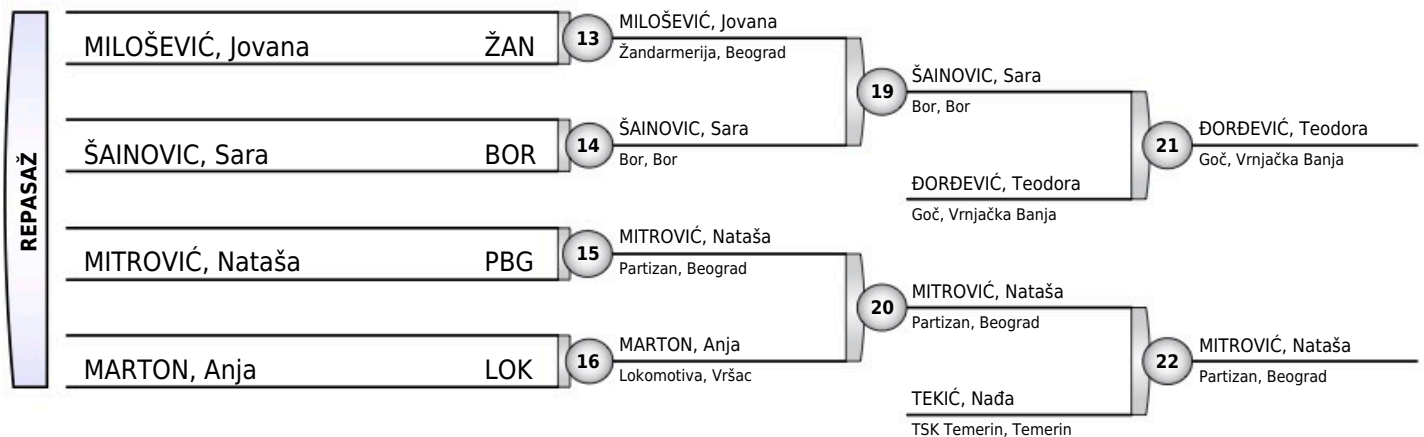 REPASAŽ
MILOŠEVIĆ, Jovana ŽAN
ŠAINOVIC, Sara BOR
MITROVIĆ, Nataša PBG
MARTON, Anja LOK
13
MILOŠEVIĆ, Jovana
Žandarmerija, Beograd
14
ŠAINOVIC, Sara
Bor, Bor
15
MITROVIĆ, Nataša
Partizan, Beograd
16
MARTON, Anja
Lokomotiva, Vršac
19
ŠAINOVIC, Sara
Bor, Bor
ĐORĐEVIĆ, Teodora
Goč, Vrnjačka Banja
20
MITROVIĆ, Nataša
Partizan, Beograd
TEKIĆ, Nađa
TSK Temerin, Temerin
21
ĐORĐEVIĆ, Teodora
Goč, Vrnjačka Banja
22
MITROVIĆ, Nataša
Partizan, Beograd